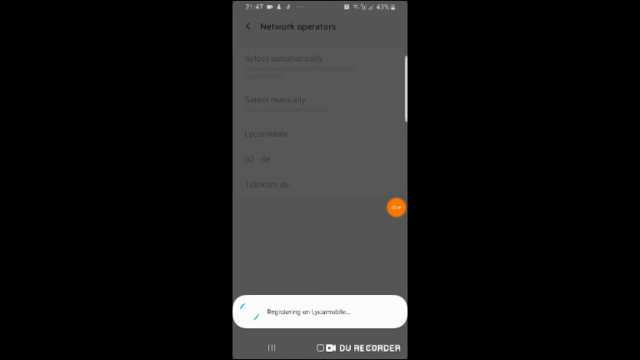 21:47 43%
Network operators
Select automatically
Select manually
Lycamobile
o2 - de
Telekom.de
Registering on Lycamobile...
DU RECORDER